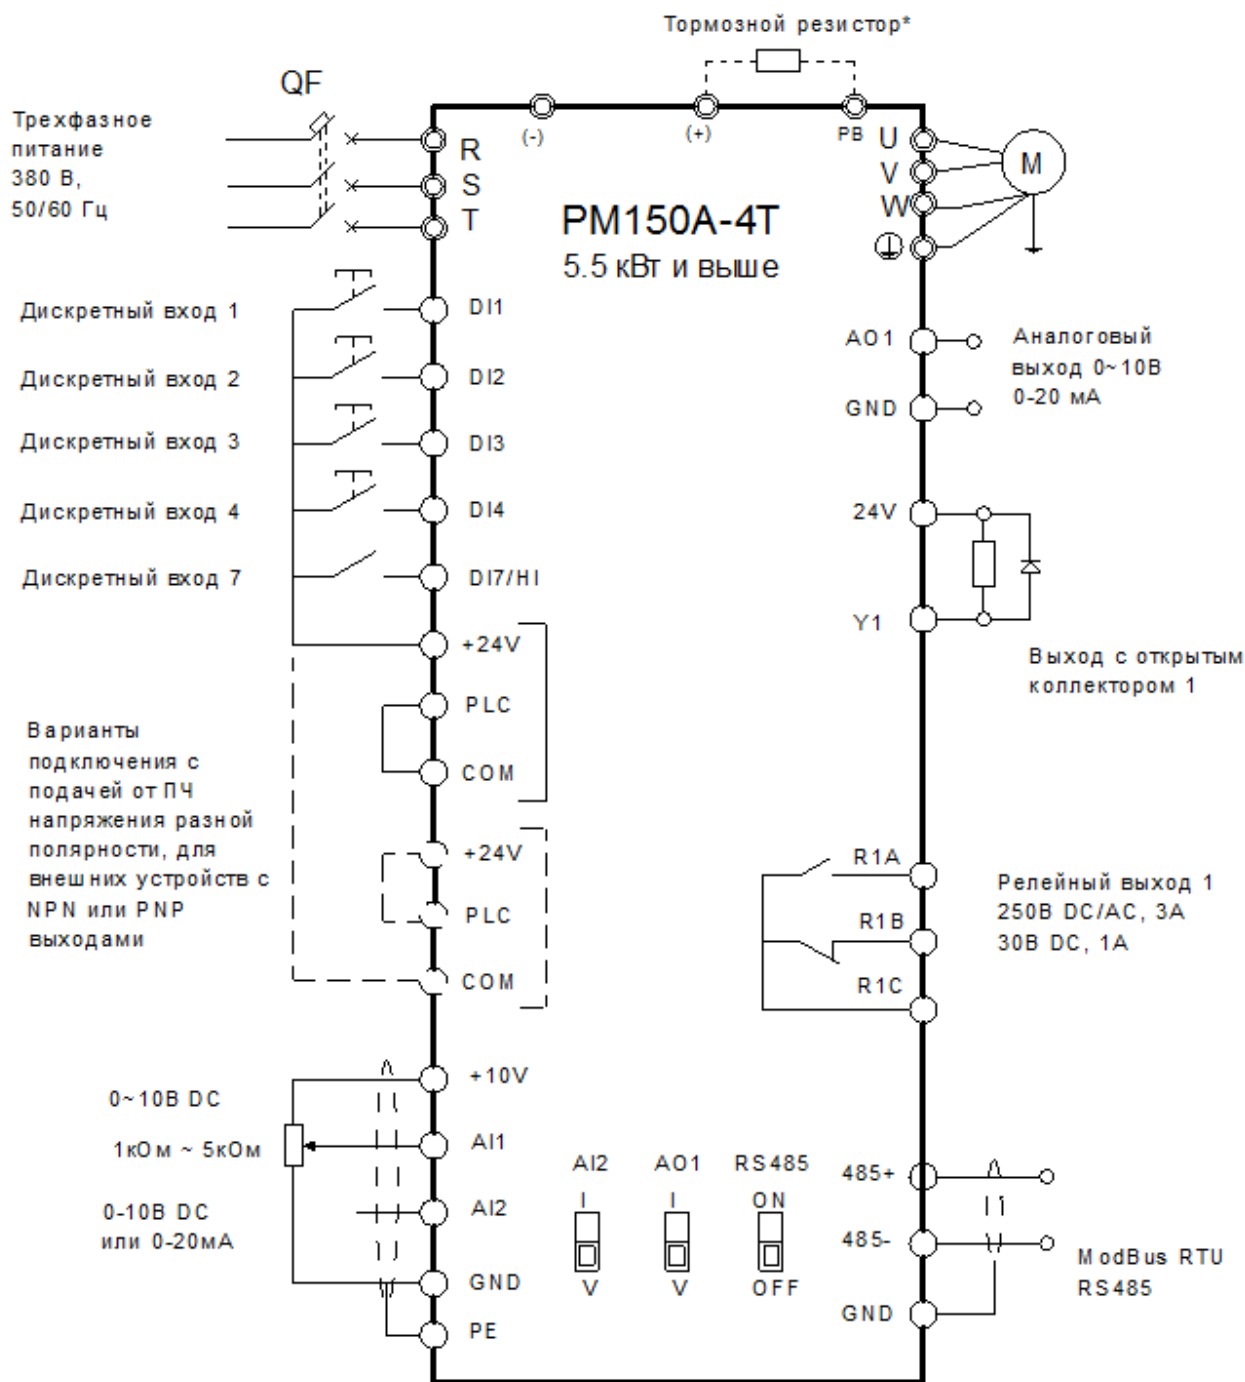 Тормозной резистор*
QF
Трехфазное
питание
380 В,
50/60 Гц
(-)
(+)
PB
R
S
T
U
V
W
M
PM150A-4T
5.5 кВт и выше
Дискретный вход 1
DI1
Дискретный вход 2
DI2
Дискретный вход 3
DI3
Дискретный вход 4
DI4
Дискретный вход 7
DI7/HI
+24V
PLC
COM
AO1
GND
Аналоговый
выход 0~10В
0-20 мА
24V
Y1
Выход с открытым
коллектором 1
Варианты
подключения с
подачей от ПЧ
напряжения разной
полярности, для
внешних устройств с
NPN или PNP
выходами
+24V
PLC
COM
R1A
R1B
R1C
Релейный выход 1
250В DC/AC, 3А
30В DC, 1А
0~10В DC
1кОм ~ 5кОм
0-10В DC
или 0-20мА
+10V
AI1
AI2
GND
PE
AI2
I
V
AO1
I
V
RS485
ON
OFF
485+
485-
GND
ModBus RTU
RS485